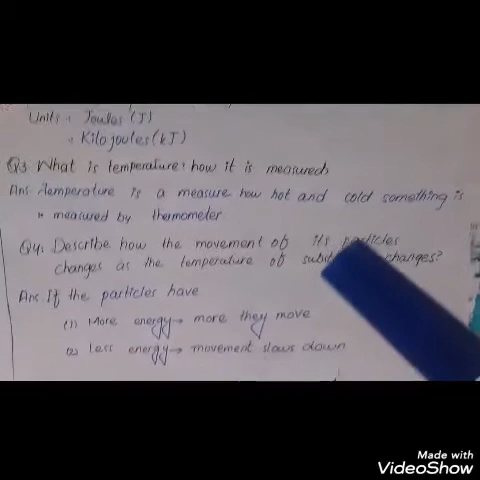 Units • Joules (J)
• Kilojoules (kJ)
Q3 What is temperature? how it is measured
Ans. temperature is a measure how hot and cold something is
• measured by thermometer
Q4. Describe how the movement of its particles
changes as the temperature of changes?
Ans. If the particles have
(1) More energy → more they move
(2) Less energy → movement slows down
Made with
VideoShow